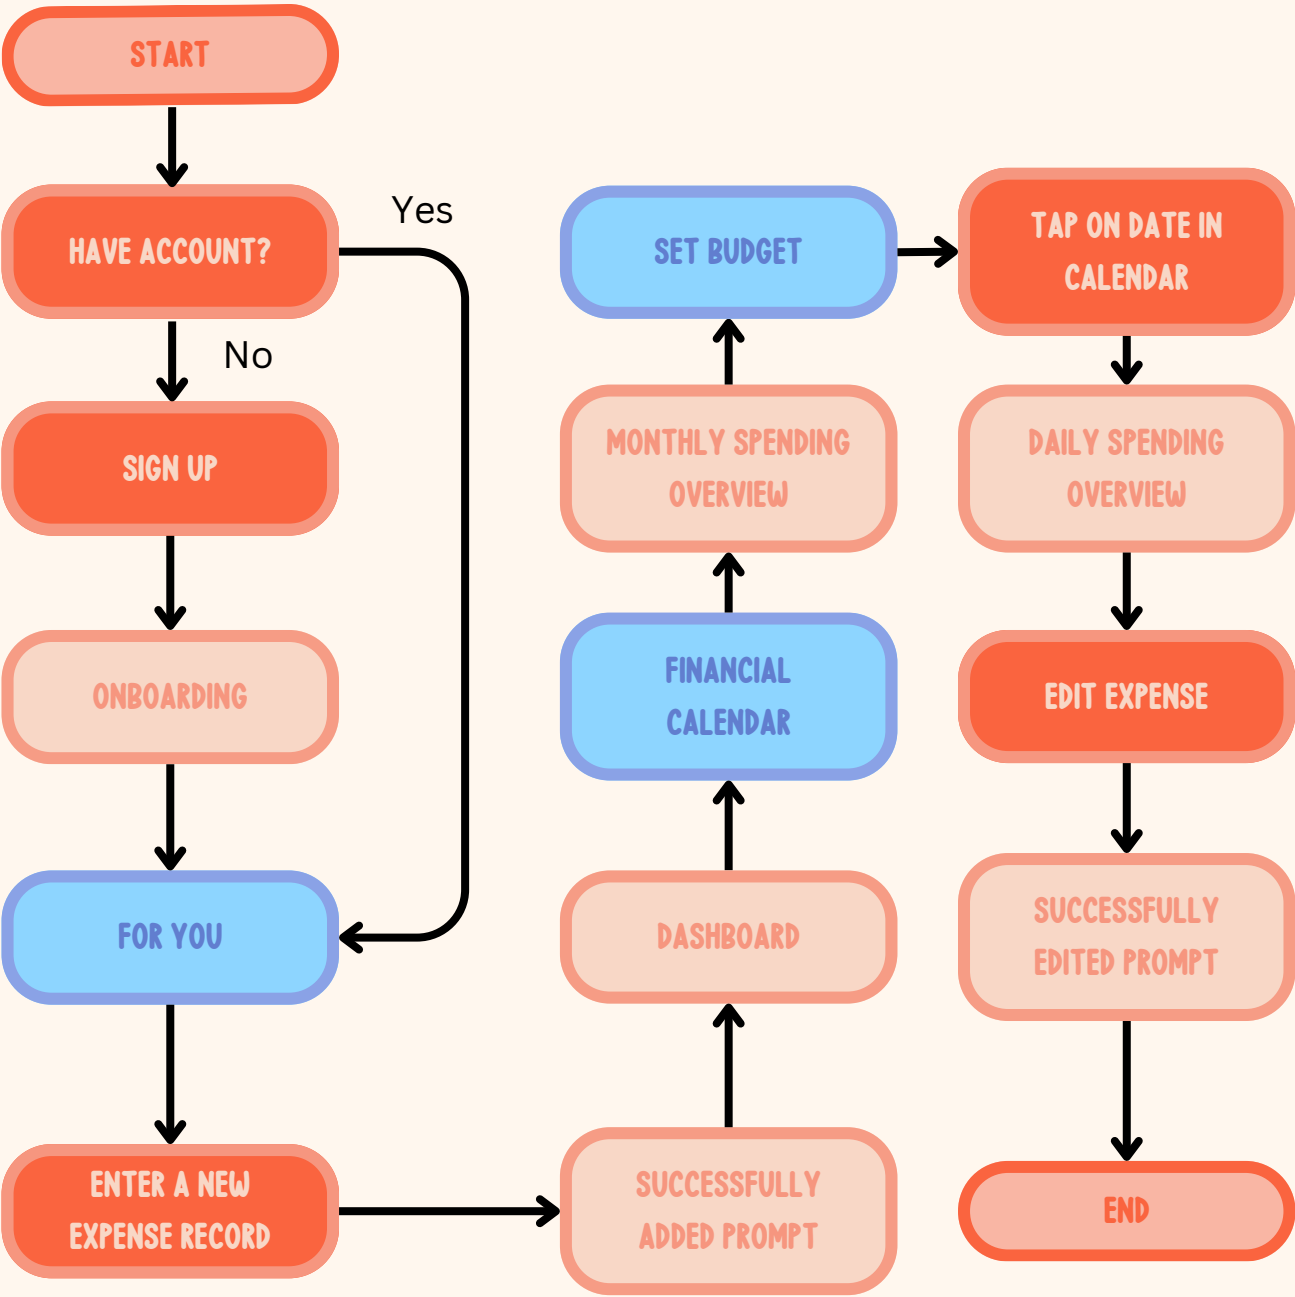 START
HAVE ACCOUNT?
Yes
No
SIGN UP
ONBOARDING
FOR YOU
ENTER A NEW
EXPENSE RECORD
SUCCESSFULLY
ADDED PROMPT
DASHBOARD
FINANCIAL
CALENDAR
MONTHLY SPENDING
OVERVIEW
SET BUDGET
TAP ON DATE IN
CALENDAR
DAILY SPENDING
OVERVIEW
EDIT EXPENSE
SUCCESSFULLY
EDITED PROMPT
END